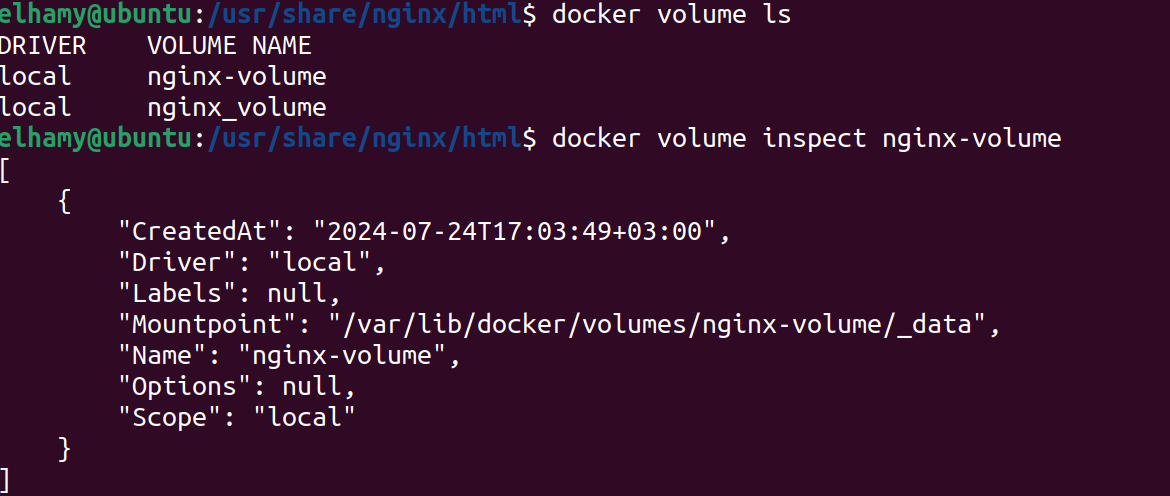 elhamy@ubuntu:/usr/share/nginx/html$ docker volume ls
DRIVER    VOLUME NAME
local     nginx-volume
local     nginx_volume
elhamy@ubuntu:/usr/share/nginx/html$ docker volume inspect nginx-volume
[
    {
        "CreatedAt": "2024-07-24T17:03:49+03:00",
        "Driver": "local",
        "Labels": null,
        "Mountpoint": "/var/lib/docker/volumes/nginx-volume/_data",
        "Name": "nginx-volume",
        "Options": null,
        "Scope": "local"
    }
]